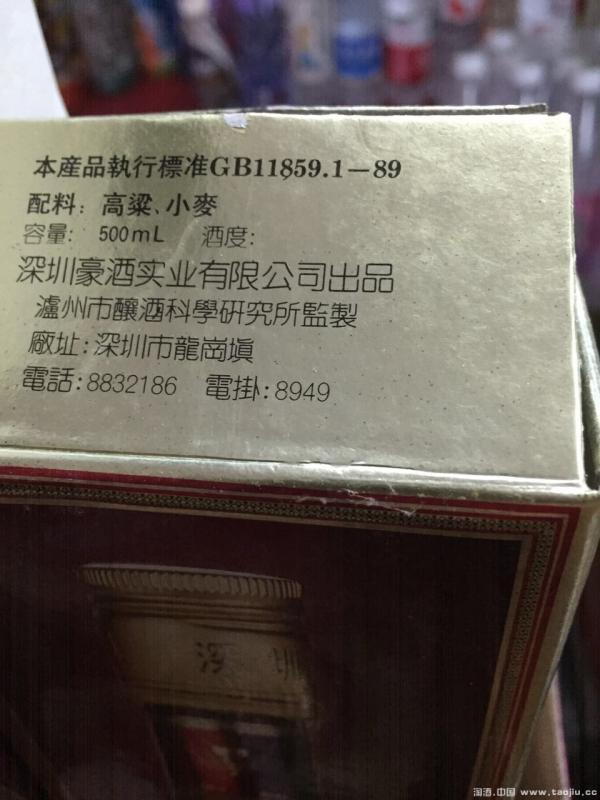 本産品執行標准GB11859.1－89
配料：高粱、小麥
容量: 500mL 酒度:
深圳豪酒实业有限公司出品
瀘州市釀酒科學研究所監製
廠址:深圳市龍崗塡
電話:8832186 電掛:8949
深圳
淘酒.中国 www.taojiu.cc